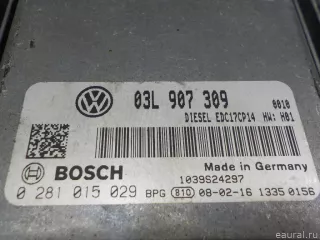 03L 907 309 0010
DIESEL EDC17CP14 HW: H01
Made in Germany
BOSCH 1039S24297
0 281 015 029 BPG 810 08-02-16 1335 0156
eaural.ru